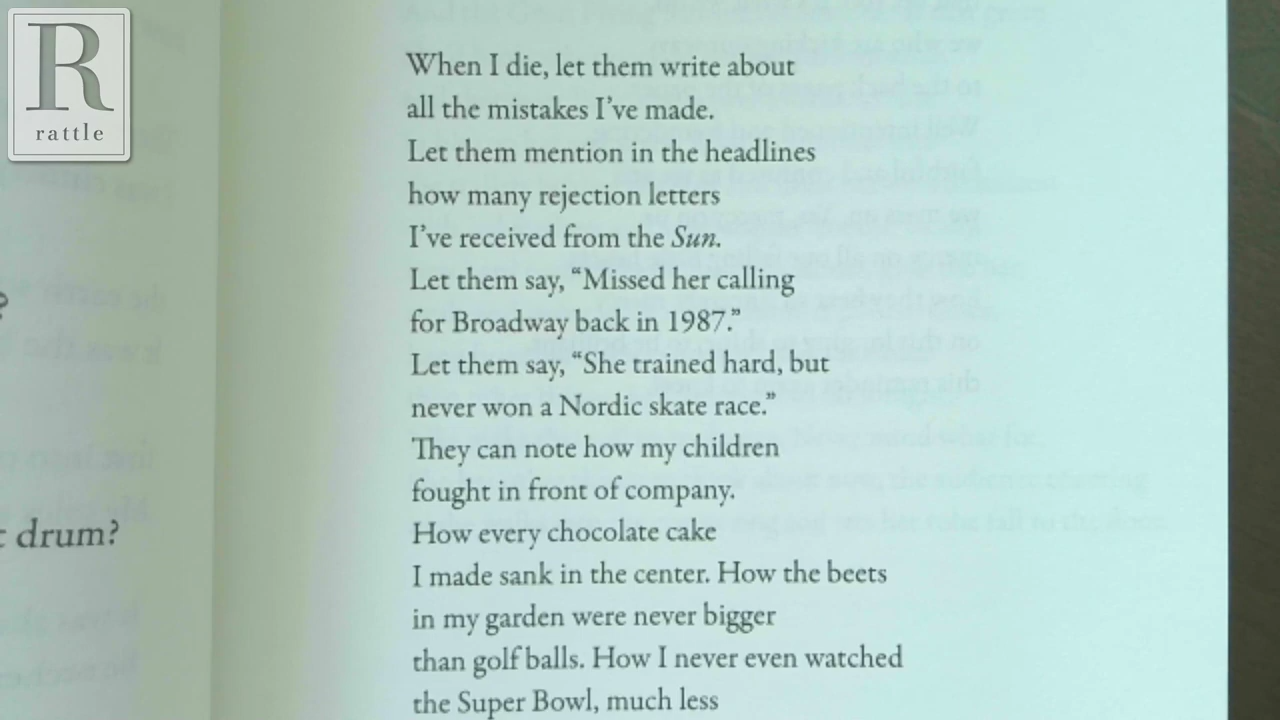 R
rattle
When I die, let them write about
all the mistakes I've made.
Let them mention in the headlines
how many rejection letters
I've received from the Sun.
Let them say, “Missed her calling
for Broadway back in 1987.”
Let them say, “She trained hard, but
never won a Nordic skate race.”
They can note how my children
fought in front of company.
How every chocolate cake
I made sank in the center. How the beets
in my garden were never bigger
than golf balls. How I never even watched
the Super Bowl, much less
drum?